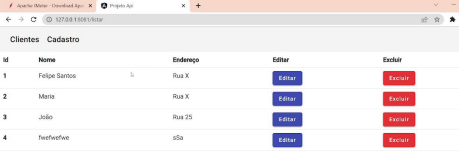 Apache JMeter - Download Apa
Projeto Api
127.0.0.1:8081/listar
Clientes Cadastro
Id Nome Endereço Editar Excluir
1 Felipe Santos Rua X Editar Excluir
2 Maria Rua X Editar Excluir
3 João Rua 25 Editar Excluir
4 fwefwefwe sSa Editar Excluir